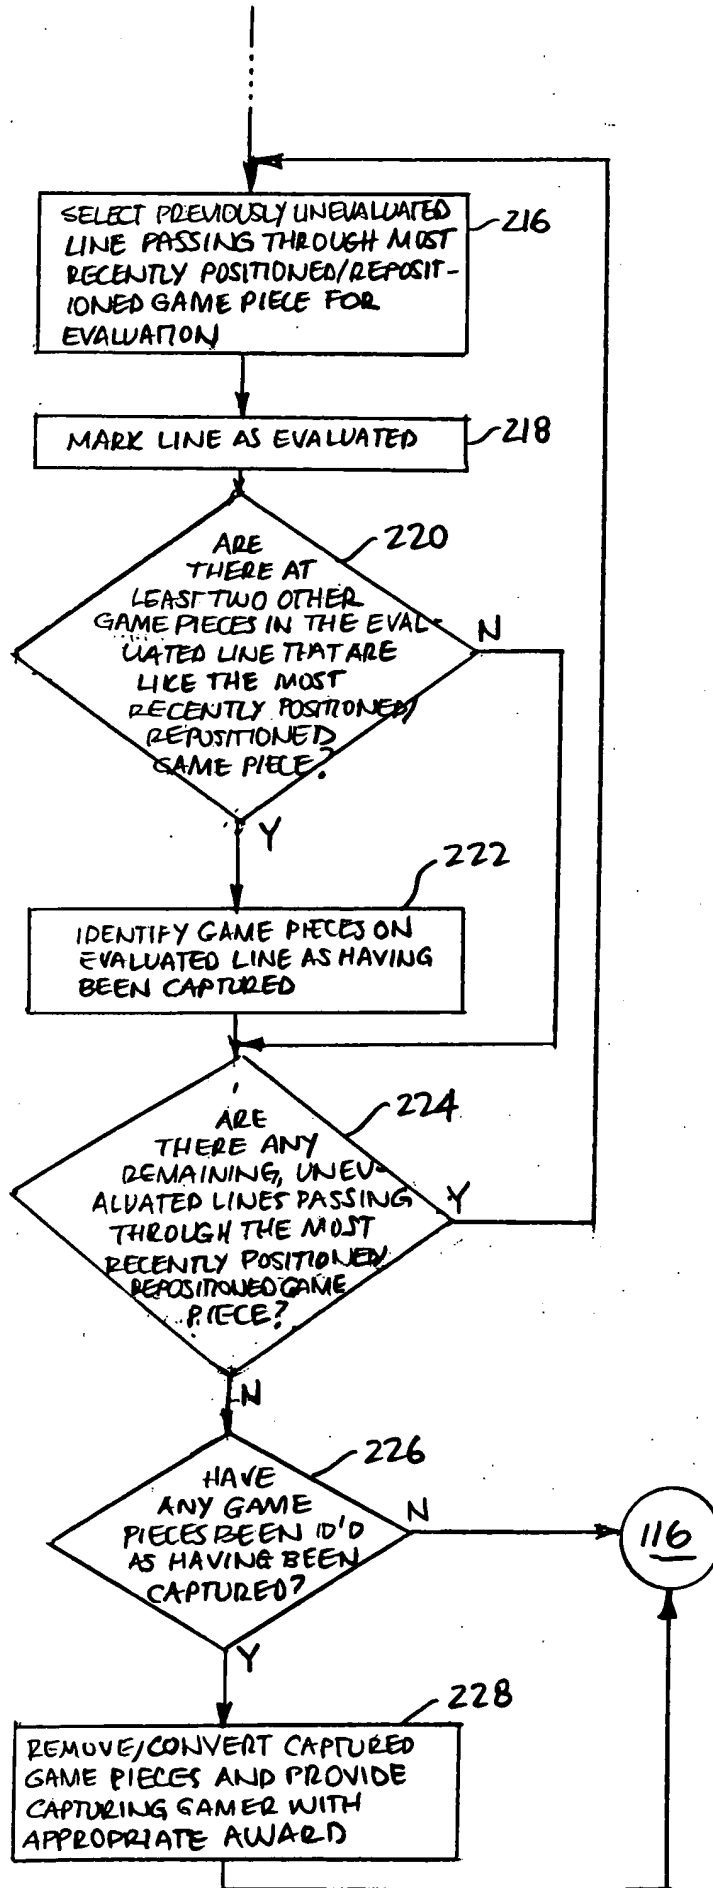 SELECT PREVIOUSLY UNEVALUATED
LINE PASSING THROUGH MOST
RECENTLY POSITIONED/REPOSIT-
IONED GAME PIECE FOR
EVALUATION
216
MARK LINE AS EVALUATED
218
220
ARE
THERE AT
LEAST TWO OTHER
GAME PIECES IN THE EVAL-
UATED LINE THAT ARE
LIKE THE MOST
RECENTLY POSITIONED/
REPOSITIONED
GAME PIECE?
N
Y
222
IDENTIFY GAME PIECES ON
EVALUATED LINE AS HAVING
BEEN CAPTURED
224
ARE
THERE ANY
REMAINING, UNEV-
ALUATED LINES PASSING
THROUGH THE MOST
RECENTLY POSITIONED/
REPOSITIONED GAME
PIECE?
Y
N
226
HAVE
ANY GAME
PIECES BEEN ID'D
AS HAVING BEEN
CAPTURED?
N
116
Y
228
REMOVE/CONVERT CAPTURED
GAME PIECES AND PROVIDE
CAPTURING GAMER WITH
APPROPRIATE AWARD